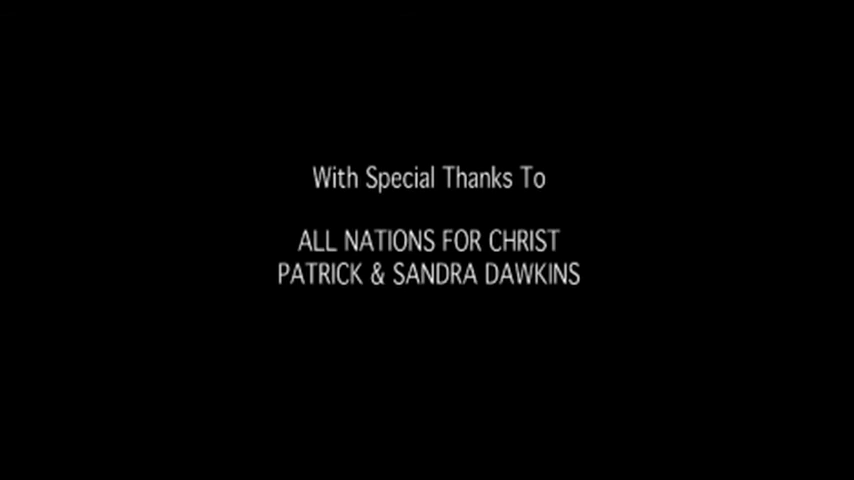 With Special Thanks To
ALL NATIONS FOR CHRIST
PATRICK & SANDRA DAWKINS